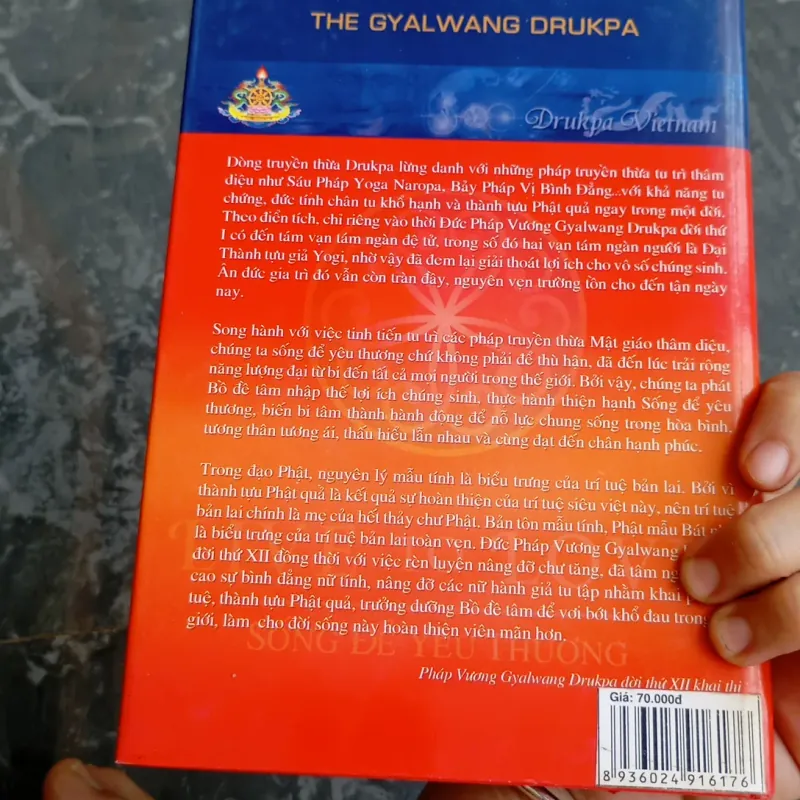 THE GYALWANG DRUKPA
Drukpa Vietnam
Dòng truyền thừa Drukpa lừng danh với những pháp truyền thừa tu trì thâm
diệu như Sáu Pháp Yoga Naropa, Bảy Pháp Vị Bình Đẳng...với khả năng tu
chứng, đức tính chân tu khổ hạnh và thành tựu Phật quả ngay trong một đời.
Theo điển tích, chỉ riêng vào thời Đức Pháp Vương Gyalwang Drukpa đời thứ
I có đến tám vạn tám ngàn đệ tử, trong số đó hai vạn tám ngàn người là Đại
Thành tựu giả Yogi, nhờ vậy đã đem lại giải thoát lợi ích cho vô số chúng sinh.
Ân đức gia trì đó vẫn còn tràn đầy, nguyên vẹn trường tồn cho đến tận ngày
nay.
Song hành với việc tinh tiến tu trì các pháp truyền thừa Mật giáo thâm diệu,
chúng ta sống để yêu thương chứ không phải để thù hận, đã đến lúc trải rộng
năng lượng đại từ bi đến tất cả mọi người trong thế giới. Bởi vậy, chúng ta phát
Bồ đề tâm nhập thế lợi ích chúng sinh, thực hành thiện hạnh Sống để yêu
thương, biến bi tâm thành hành động để nỗ lực chung sống trong hòa bình,
tương thân tương ái, thấu hiểu lẫn nhau và cùng đạt đến chân hạnh phúc.
Trong đạo Phật, nguyên lý mẫu tính là biểu trưng của trí tuệ bản lai. Bởi vì
thành tựu Phật quả là kết quả sự hoàn thiện của trí tuệ siêu việt này, nên trí tuệ
bản lai chính là mẹ của hết thảy chư Phật. Bản tôn mẫu tính, Phật mẫu Bát
là biểu trưng của trí tuệ bản lai toàn vẹn. Đức Pháp Vương Gyalwang
đời thứ XII đồng thời với việc rèn luyện nâng đỡ chư tăng, đã tâm
cao sự bình đẳng nữ tính, nâng đỡ các nữ hành giả tu tập nhằm khai
tuệ, thành tựu Phật quả, trưởng dưỡng Bồ đề tâm để vơi bớt khổ đau trong
giới, làm cho đời sống này hoàn thiện viên mãn hơn.
SỐNG ĐỂ YÊU THƯƠNG
Pháp Vương Gyalwang Drukpa đời thứ XII khai thị
Giá: 70.000đ
8 936024 916176